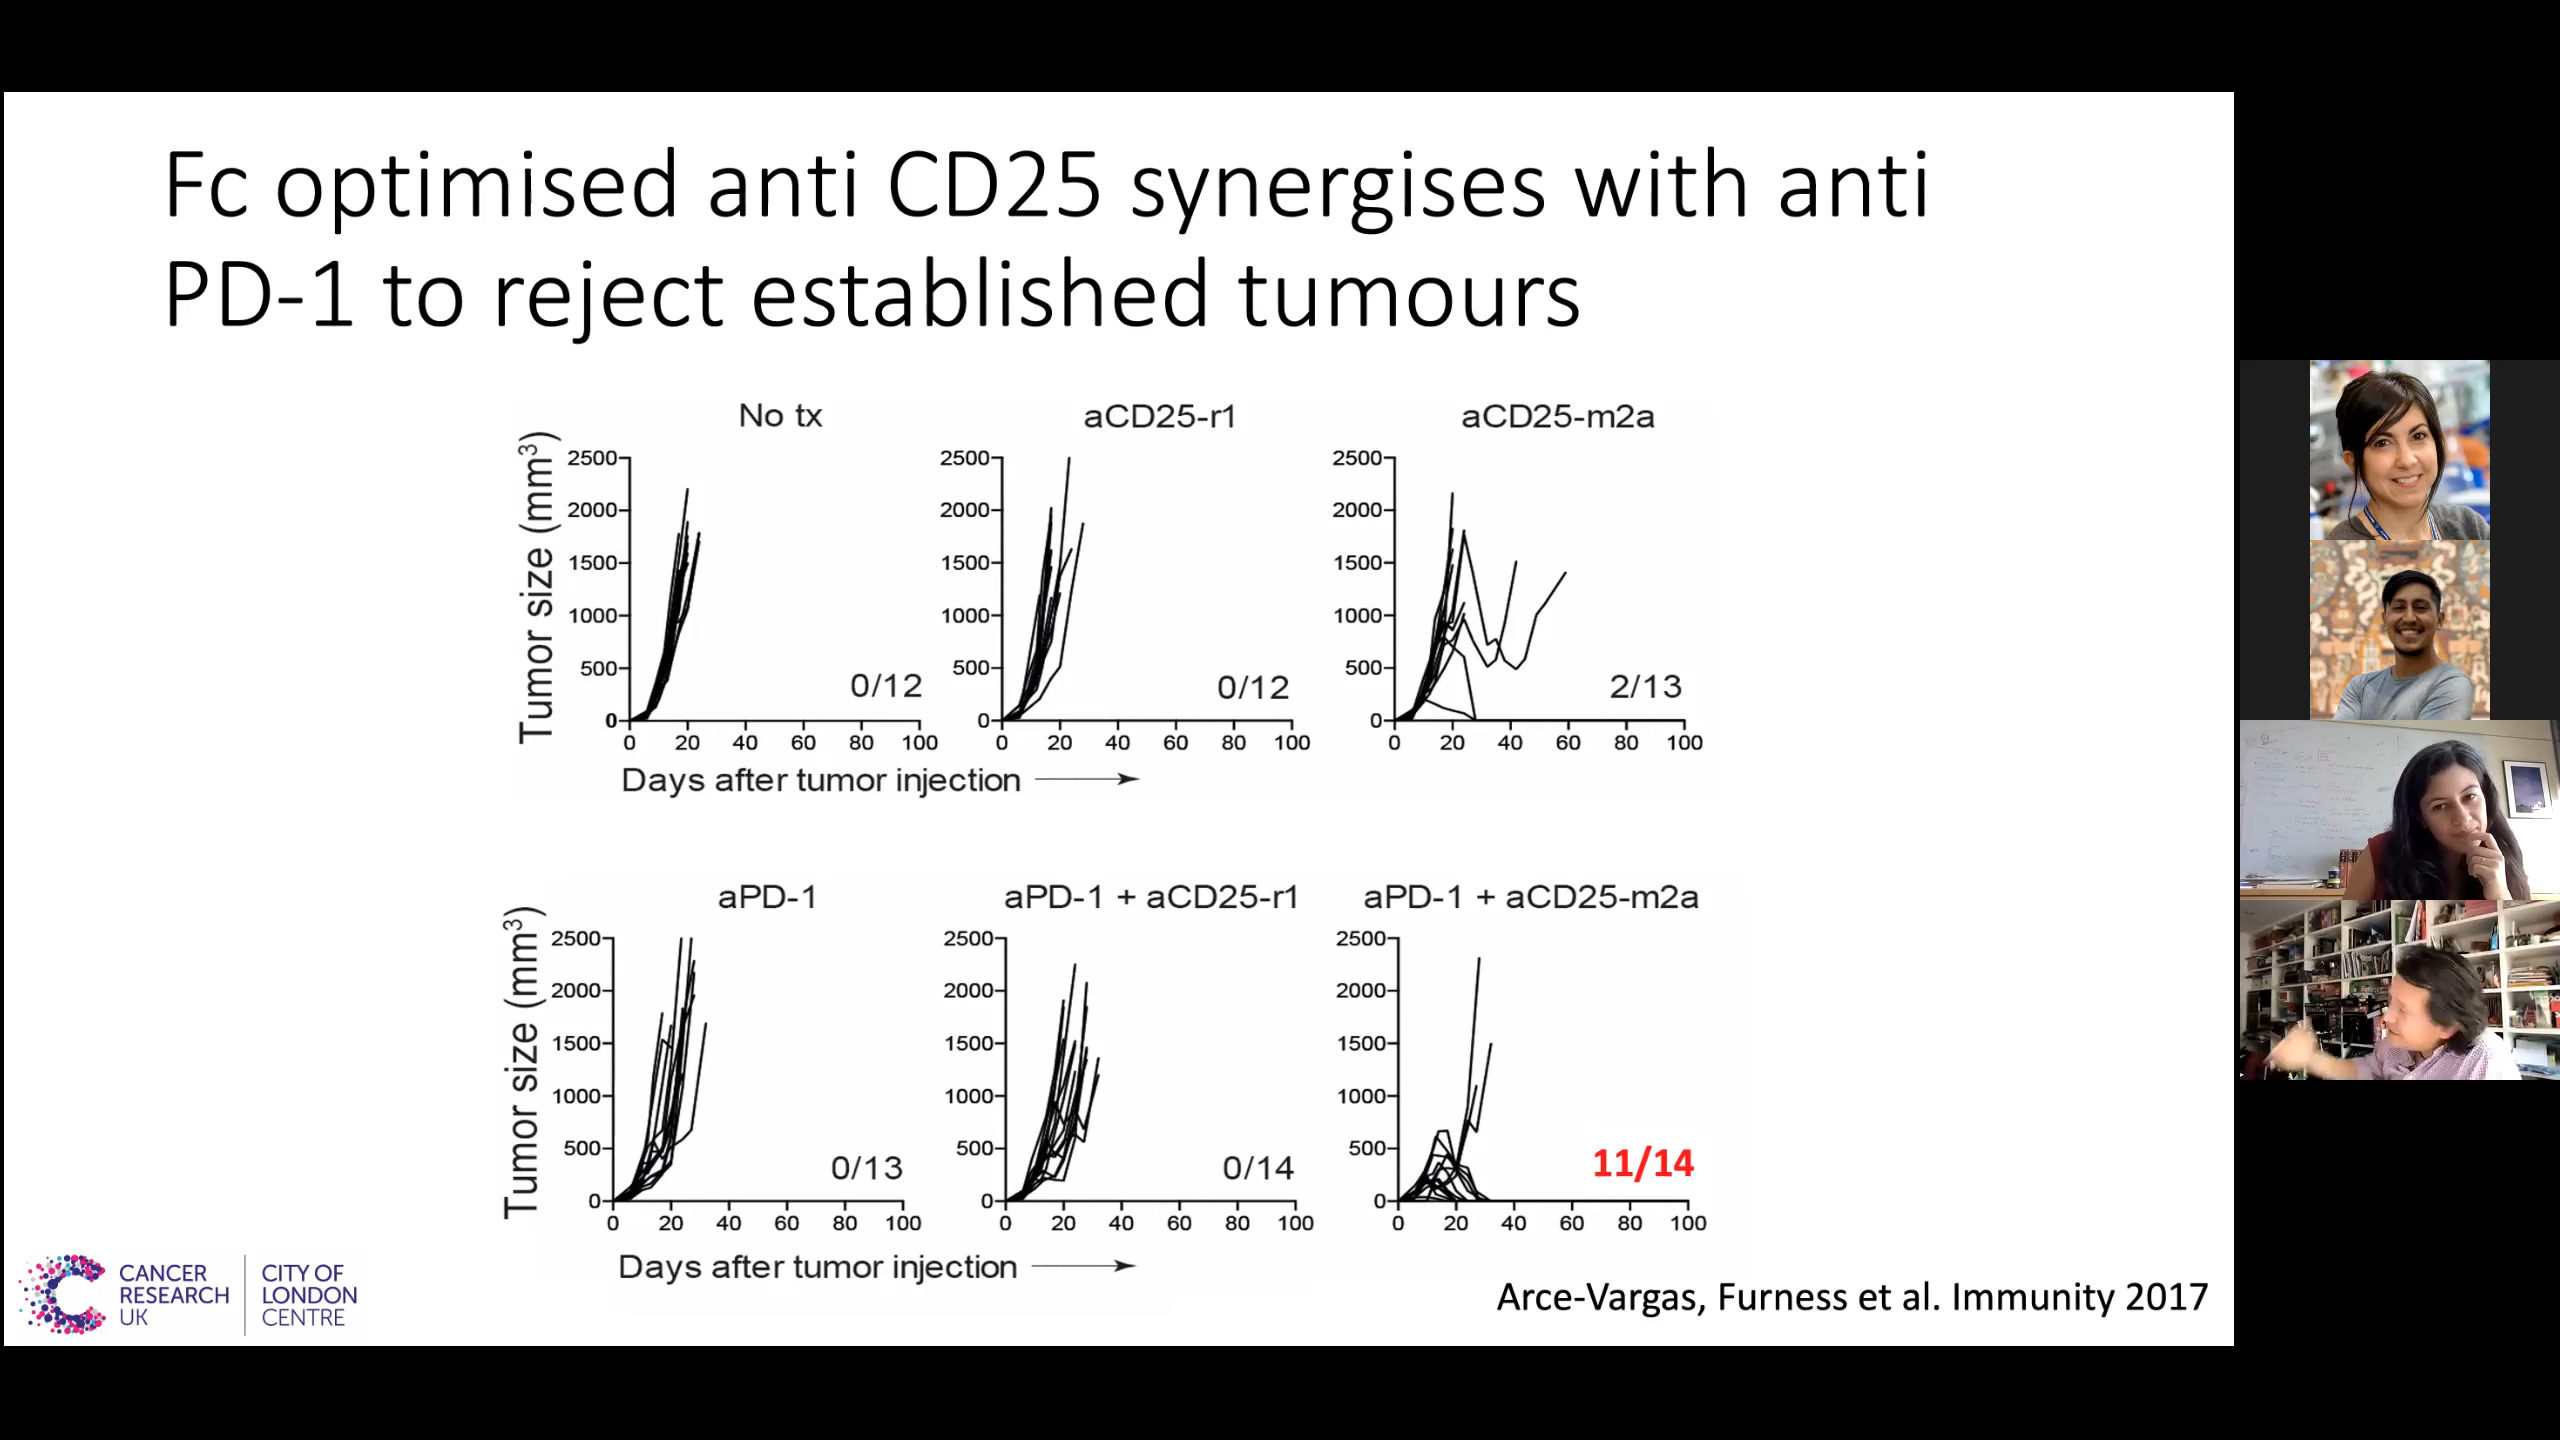 Fc optimised anti CD25 synergises with anti
PD-1 to reject established tumours
No tx
aCD25-r1
aCD25-m2a
Tumor size (mm³)
2500
2000
1500
1000
500
0
0/12
0 20 40 60 80 100
2500
2000
1500
1000
500
0
0/12
0 20 40 60 80 100
2500
2000
1500
1000
500
0
2/13
0 20 40 60 80 100
Days after tumor injection
aPD-1
aPD-1 + aCD25-r1
aPD-1 + aCD25-m2a
Tumor size (mm³)
2500
2000
1500
1000
500
0
0/13
0 20 40 60 80 100
2500
2000
1500
1000
500
0
0/14
0 20 40 60 80 100
2500
2000
1500
1000
500
0
11/14
0 20 40 60 80 100
Days after tumor injection
CANCER
RESEARCH
UK
CITY OF
LONDON
CENTRE
Arce-Vargas, Furness et al. Immunity 2017